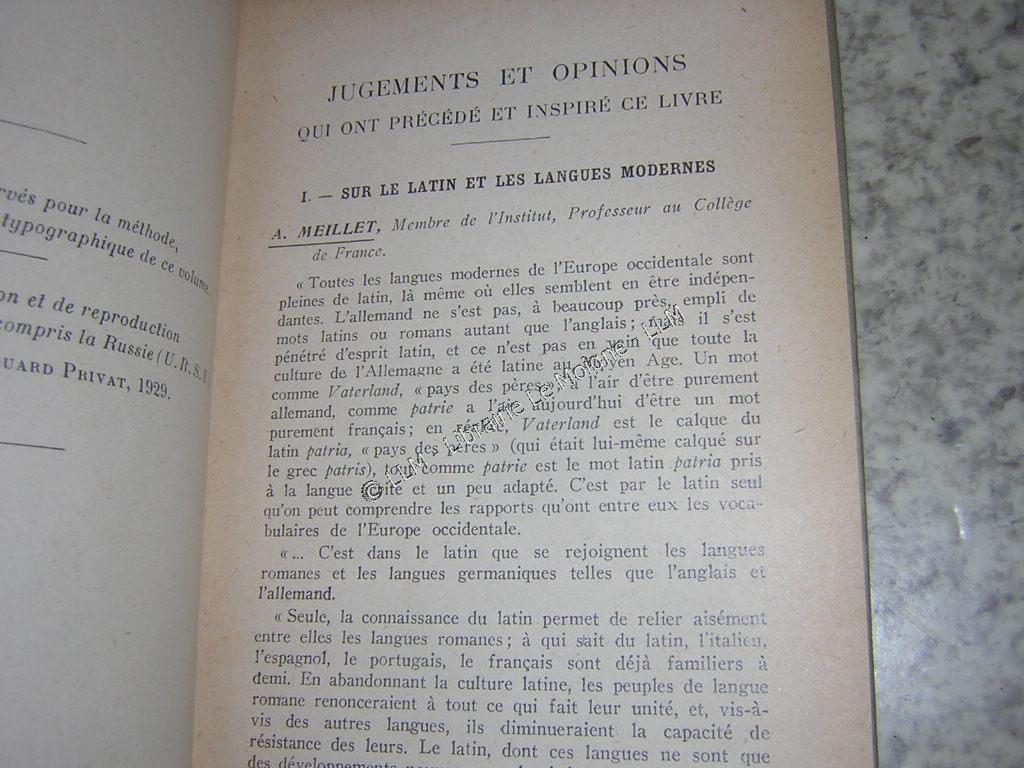 rvés pour la méthode,
typographique de ce volume.
on et de reproduction
compris la Russie (U.R.S.S.
OUARD PRIVAT, 1929.
JUGEMENTS ET OPINIONS
QUI ONT PRÉCÉDÉ ET INSPIRÉ CE LIVRE
I. — SUR LE LATIN ET LES LANGUES MODERNES
A. MEILLET, Membre de l'Institut, Professeur au Collège
de France.
« Toutes les langues modernes de l'Europe occidentale sont
pleines de latin, là même où elles semblent en être indépen-
dantes. L'allemand ne s'est pas, à beaucoup près, empli de
mots latins ou romans autant que l'anglais ; mais il s'est
pénétré d'esprit latin, et ce n'est pas en vain que toute la
culture de l'Allemagne a été latine au Moyen Age. Un mot
comme Vaterland, « pays des pères », a l'air d'être purement
allemand, comme patrie a l'air aujourd'hui d'être un mot
purement français ; en réalité, Vaterland est le calque du
latin patria, « pays des pères » (qui était lui-même calqué sur
le grec patris), tout comme patrie est le mot latin patria pris
à la langue écrite et un peu adapté. C'est par le latin seul
qu'on peut comprendre les rapports qu'ont entre eux les voca-
bulaires de l'Europe occidentale.
« ... C'est dans le latin que se rejoignent les langues
romanes et les langues germaniques telles que l'anglais et
l'allemand.
« Seule, la connaissance du latin permet de relier aisément
entre elles les langues romanes ; à qui sait du latin, l'italien,
l'espagnol, le portugais, le français sont déjà familiers à
demi. En abandonnant la culture latine, les peuples de langue
romane renonceraient à tout ce qui fait leur unité, et, vis-à-
vis des autres langues, ils diminueraient la capacité de
résistance des leurs. Le latin, dont ces langues ne sont que
des développements
© LLM - Librairie Le Moigne - LLM